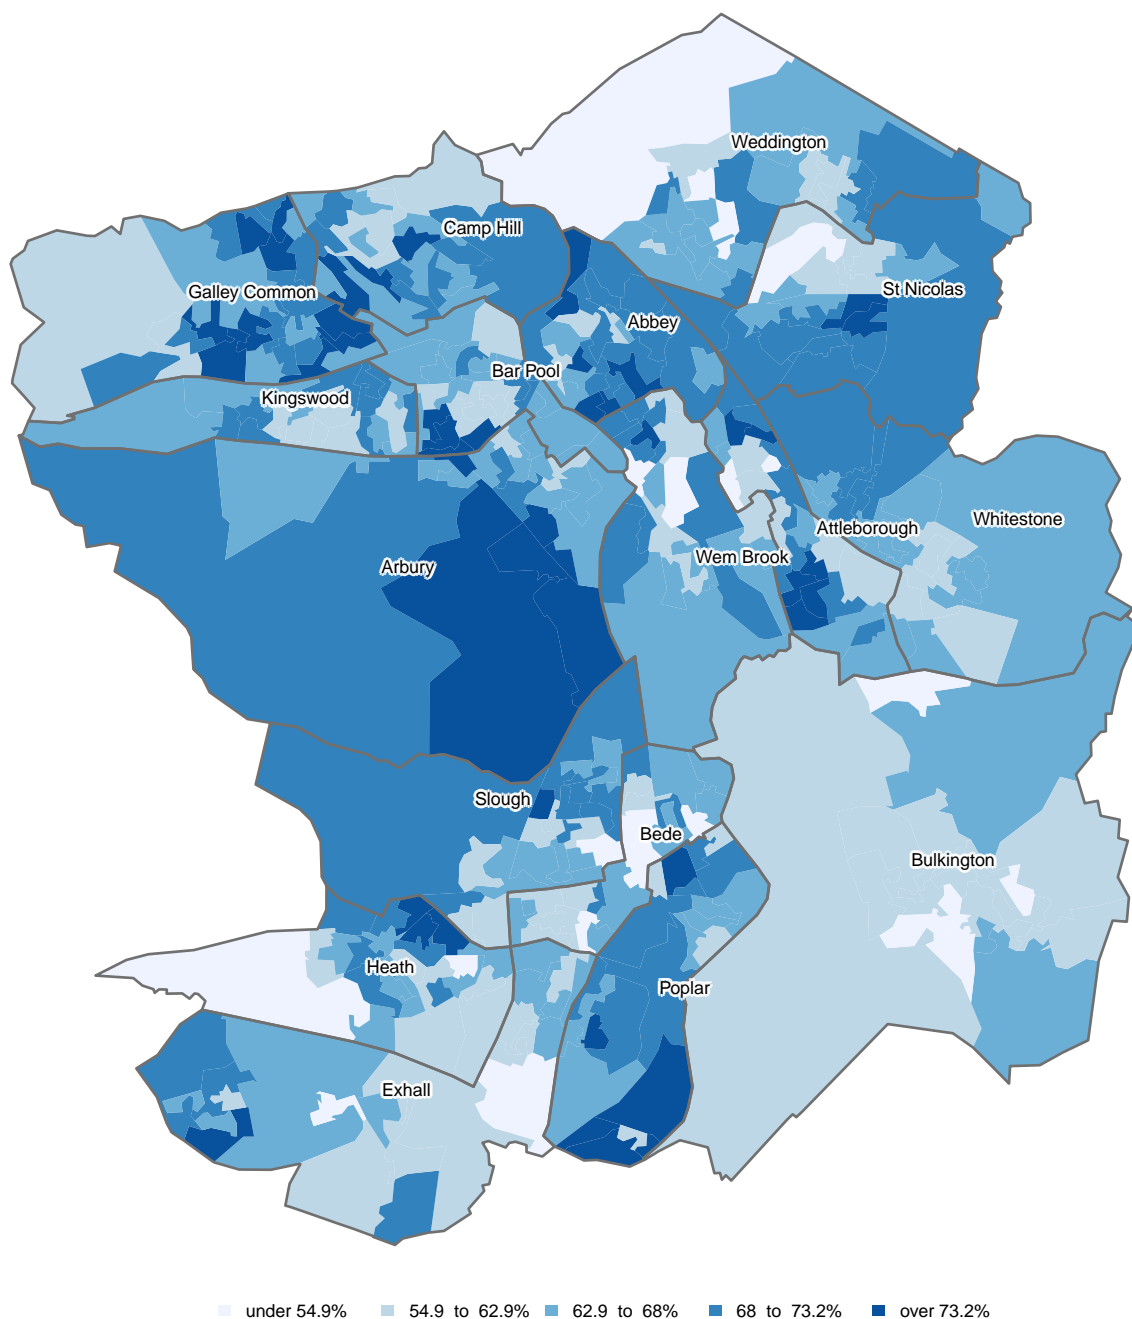 Weddington
Camp Hill
St Nicolas
Galley Common
Abbey
Bar Pool
Kingswood
Whitestone
Attleborough
Wem Brook
Arbury
Slough
Bede
Bulkington
Heath
Poplar
Exhall
under 54.9% 54.9 to 62.9% 62.9 to 68% 68 to 73.2% over 73.2%